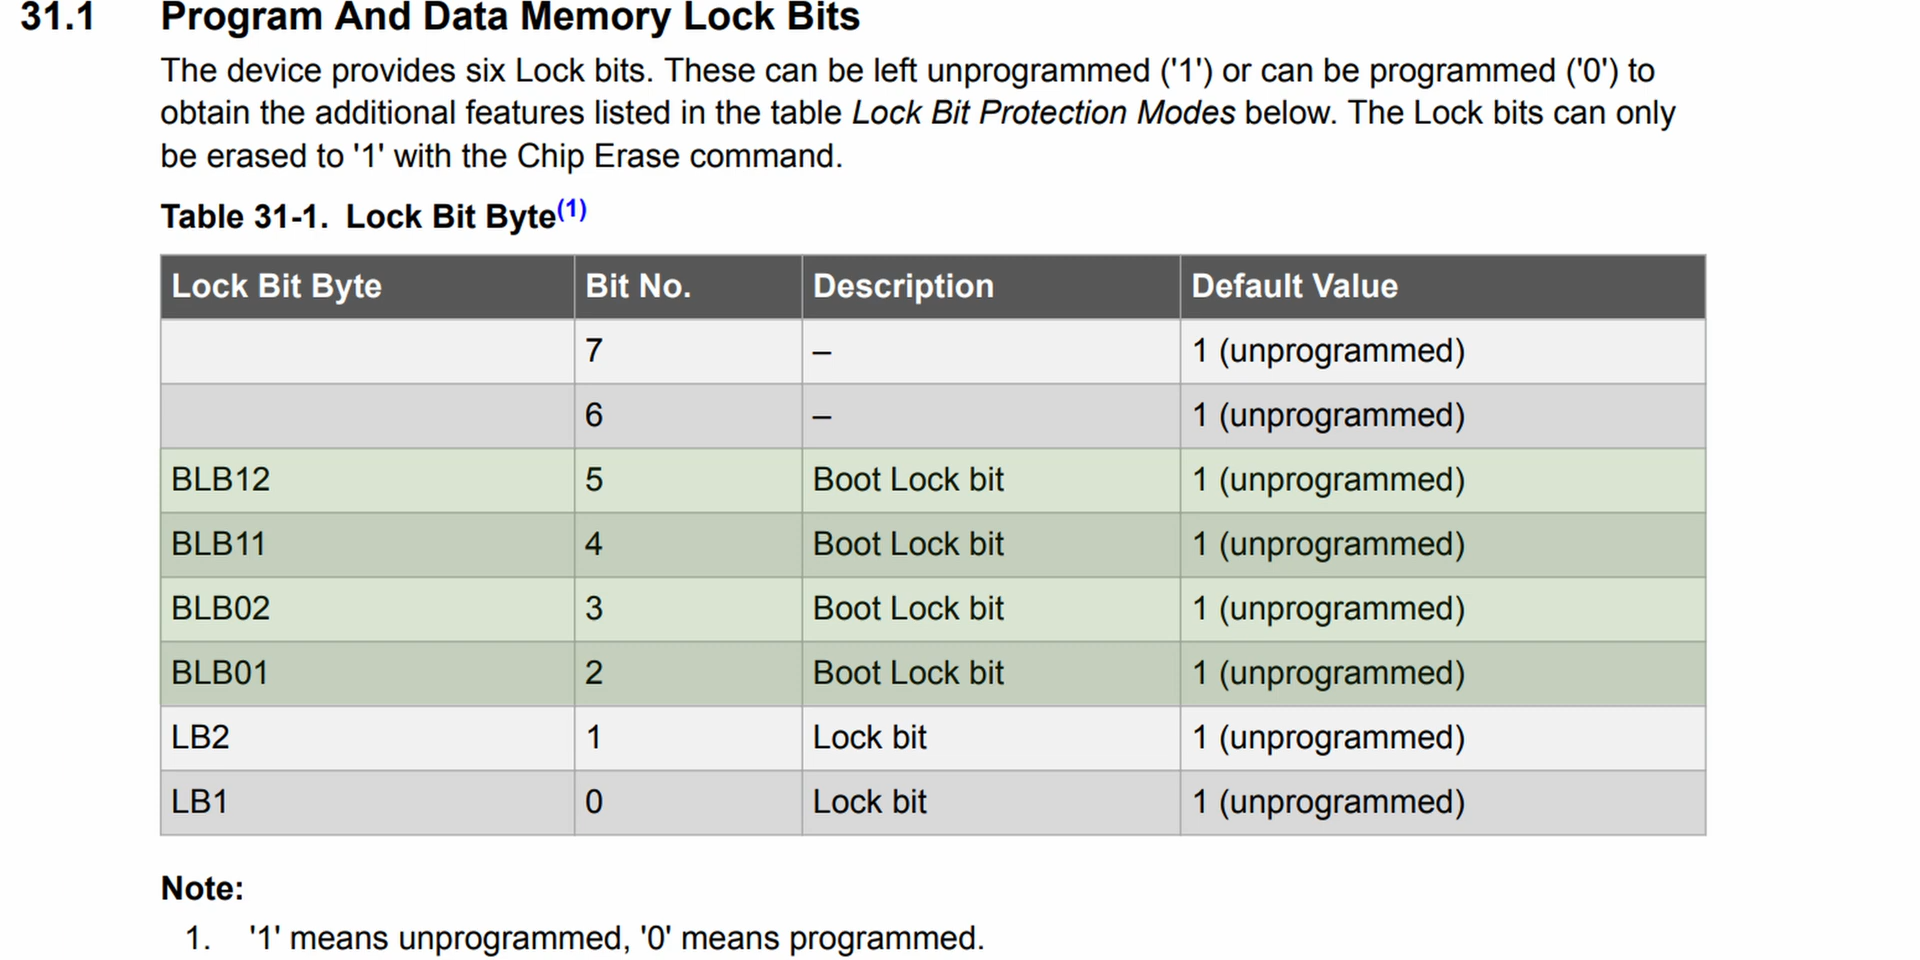 31.1 Program And Data Memory Lock Bits
The device provides six Lock bits. These can be left unprogrammed ('1') or can be programmed ('0') to
obtain the additional features listed in the table Lock Bit Protection Modes below. The Lock bits can only
be erased to '1' with the Chip Erase command.
Table 31-1. Lock Bit Byte(1)
Lock Bit Byte Bit No. Description Default Value
7 – 1 (unprogrammed)
6 – 1 (unprogrammed)
BLB12 5 Boot Lock bit 1 (unprogrammed)
BLB11 4 Boot Lock bit 1 (unprogrammed)
BLB02 3 Boot Lock bit 1 (unprogrammed)
BLB01 2 Boot Lock bit 1 (unprogrammed)
LB2 1 Lock bit 1 (unprogrammed)
LB1 0 Lock bit 1 (unprogrammed)
Note:
1. '1' means unprogrammed, '0' means programmed.